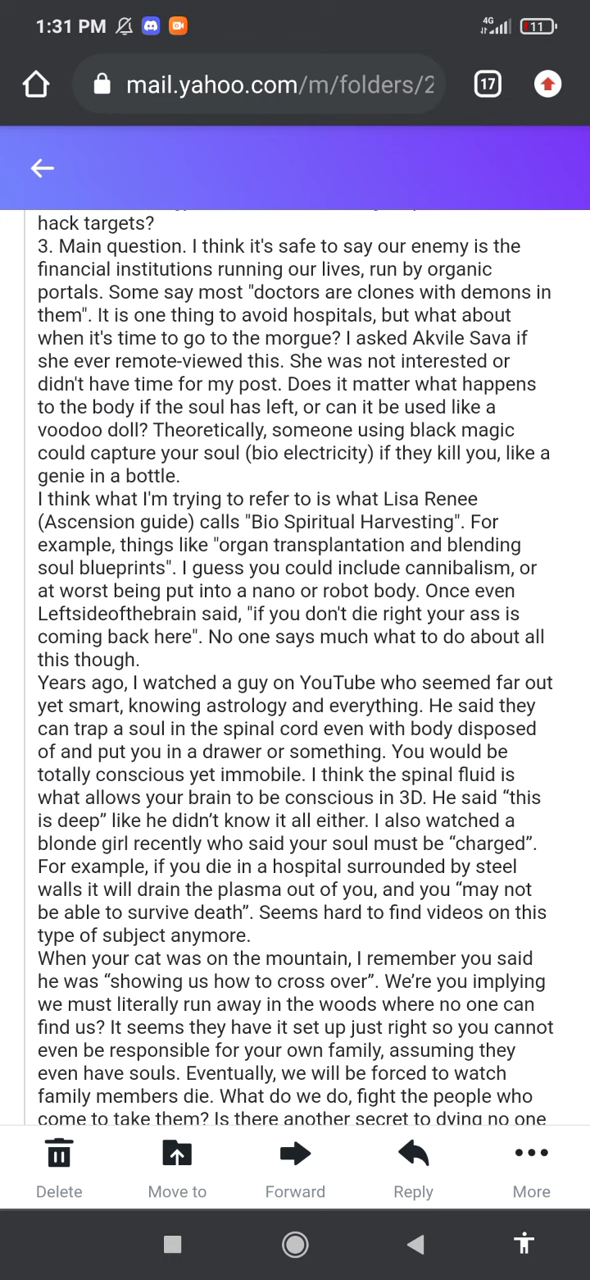 1:31 PM
4G
11
mail.yahoo.com/m/folders/2
17
hack targets?
3. Main question. I think it's safe to say our enemy is the
financial institutions running our lives, run by organic
portals. Some say most "doctors are clones with demons in
them". It is one thing to avoid hospitals, but what about
when it's time to go to the morgue? I asked Akvile Sava if
she ever remote-viewed this. She was not interested or
didn't have time for my post. Does it matter what happens
to the body if the soul has left, or can it be used like a
voodoo doll? Theoretically, someone using black magic
could capture your soul (bio electricity) if they kill you, like a
genie in a bottle.
I think what I'm trying to refer to is what Lisa Renee
(Ascension guide) calls "Bio Spiritual Harvesting". For
example, things like "organ transplantation and blending
soul blueprints". I guess you could include cannibalism, or
at worst being put into a nano or robot body. Once even
Leftsideofthebrain said, "if you don't die right your ass is
coming back here". No one says much what to do about all
this though.
Years ago, I watched a guy on YouTube who seemed far out
yet smart, knowing astrology and everything. He said they
can trap a soul in the spinal cord even with body disposed
of and put you in a drawer or something. You would be
totally conscious yet immobile. I think the spinal fluid is
what allows your brain to be conscious in 3D. He said “this
is deep” like he didn’t know it all either. I also watched a
blonde girl recently who said your soul must be “charged”.
For example, if you die in a hospital surrounded by steel
walls it will drain the plasma out of you, and you “may not
be able to survive death”. Seems hard to find videos on this
type of subject anymore.
When your cat was on the mountain, I remember you said
he was “showing us how to cross over”. We’re you implying
we must literally run away in the woods where no one can
find us? It seems they have it set up just right so you cannot
even be responsible for your own family, assuming they
even have souls. Eventually, we will be forced to watch
family members die. What do we do, fight the people who
come to take them? Is there another secret to dying no one
Delete
Move to
Forward
Reply
More